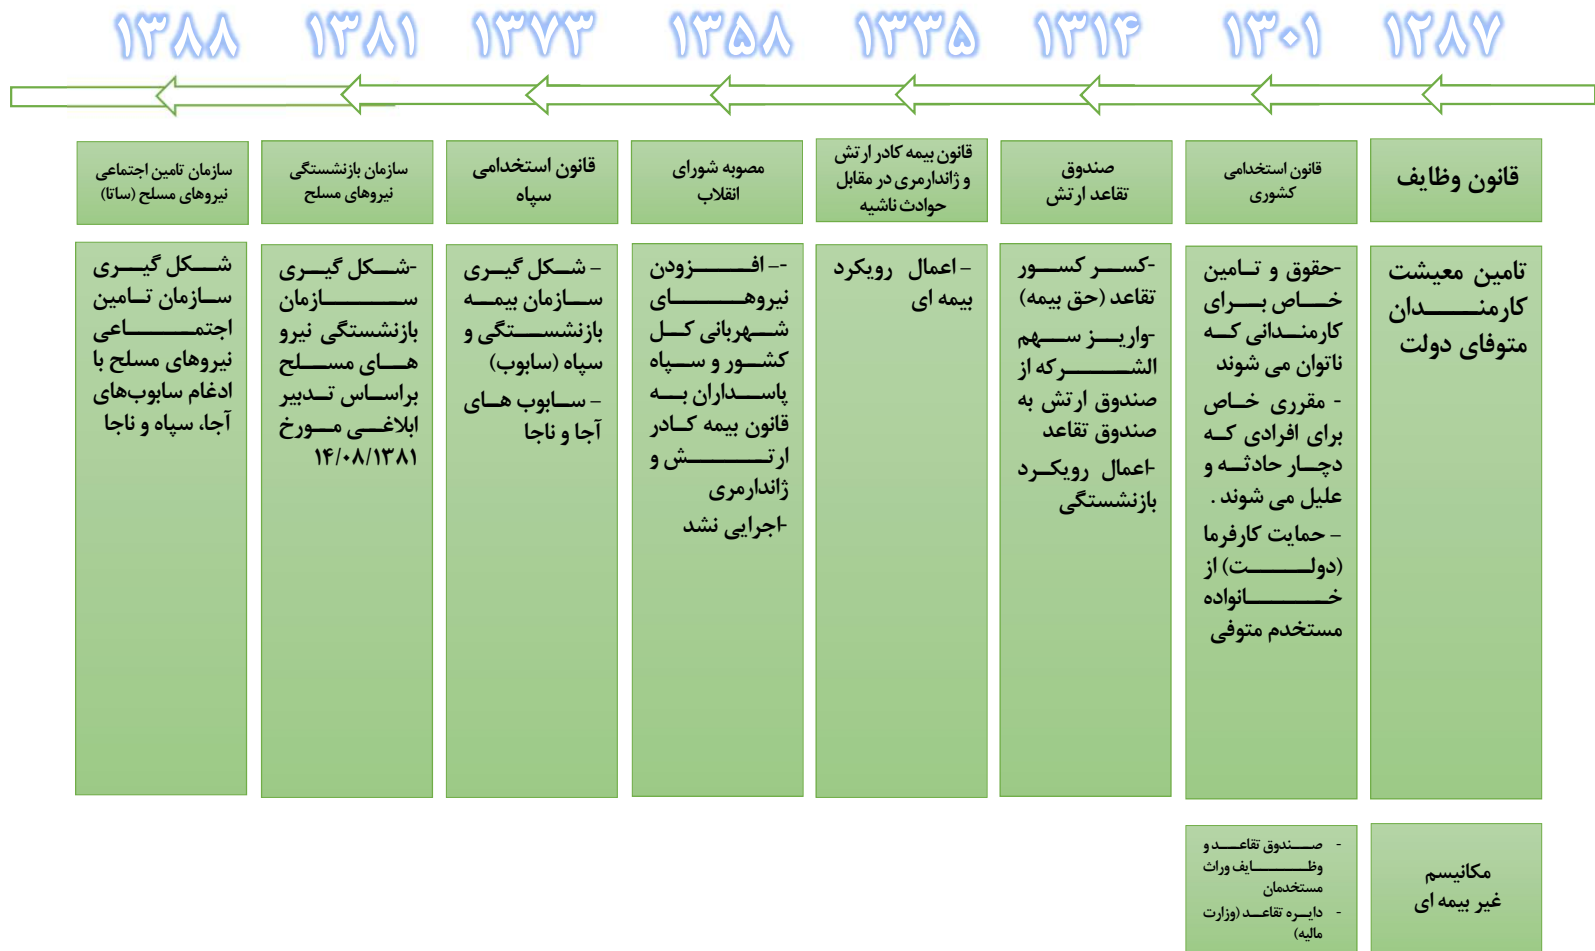 ۱۲۸۷
۱۳۰۱
۱۳۱۴
۱۳۳۵
۱۳۵۸
۱۳۷۳
۱۳۸۱
۱۳۸۸
قانون وظایف
قانون استخدامی
کشوری
صندوق
تقاعد ارتش
قانون بیمه کادر ارتش
و ژاندارمری در مقابل
حوادث ناشیه
مصوبه شورای
انقلاب
قانون استخدامی
سپاه
سازمان بازنشستگی
نیروهای مسلح
سازمان تامین اجتماعی
نیروهای مسلح (ساتا)
تامین معیشت
کارمندان
متوفای دولت
-حقوق و تامین
خاص برای
کارمندانی که
ناتوان می شوند
- مقرری خاص
برای افرادی که
دچار حادثه و
علیل می شوند .
– حمایت کارفرما
(دولت) از
خانواده
مستخدم متوفی
-کسر کسور
تقاعد (حق بیمه)
-واریز سهم
الشرکه از
صندوق ارتش به
صندوق تقاعد
-اعمال رویکرد
بازنشستگی
– اعمال رویکرد
بیمه ای
-– افزودن
نیروهای
شهربانی کل
کشور و سپاه
پاسداران به
قانون بیمه کادر
ارتش و
ژاندارمری
-اجرایی نشد
– شکل گیری
سازمان بیمه
بازنشستگی و
سپاه (سابوب)
– سابوب های
آجا و ناجا
-شکل گیری
سازمان
بازنشستگی نیرو
های مسلح
براساس تدبیر
ابلاغی مورخ
۱۴/۰۸/۱۳۸۱
شکل گیری
سازمان تامین
اجتماعی
نیروهای مسلح با
ادغام سابوب‌های
آجا، سپاه و ناجا
مکانیسم
غیر بیمه ای
- صندوق تقاعد و
وظایف وراث
مستخدمان
- دایره تقاعد (وزارت
مالیه)